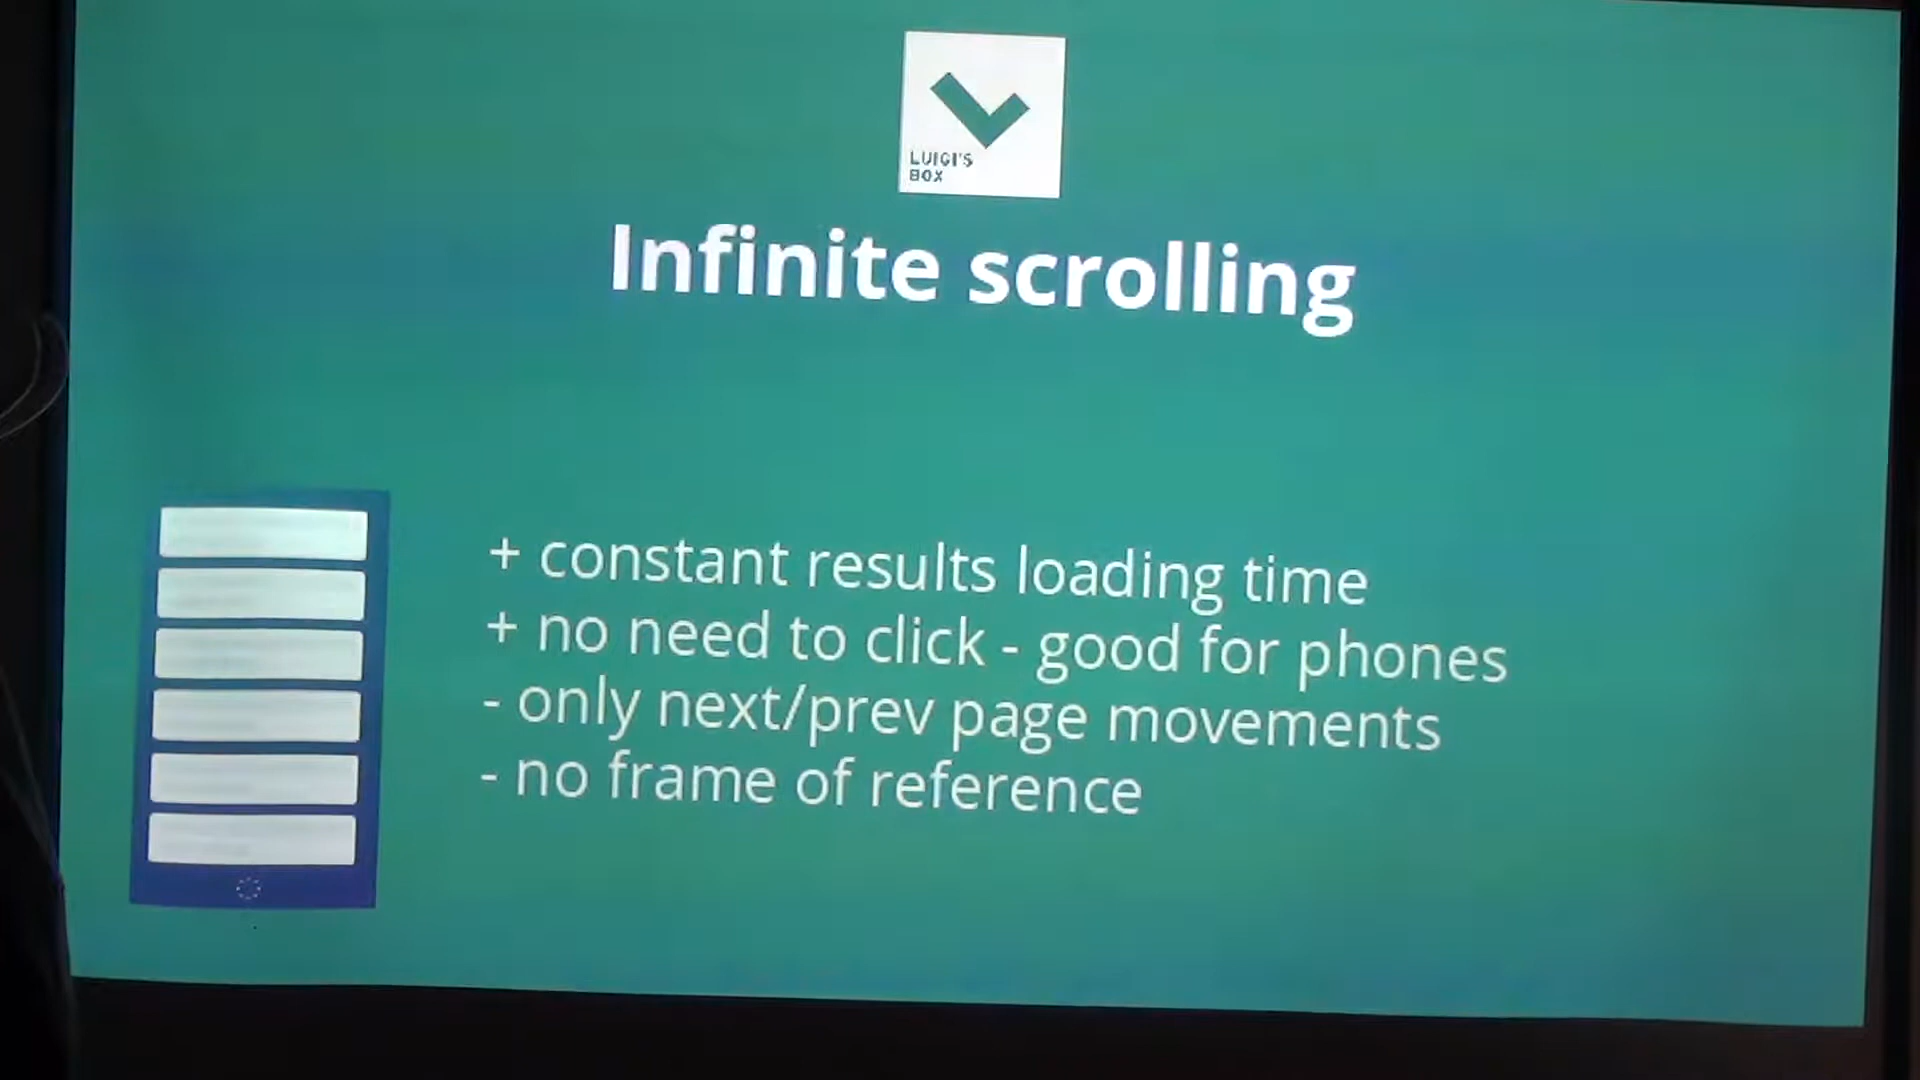 LUIGI'S
BOX
Infinite scrolling
+ constant results loading time
+ no need to click - good for phones
- only next/prev page movements
- no frame of reference